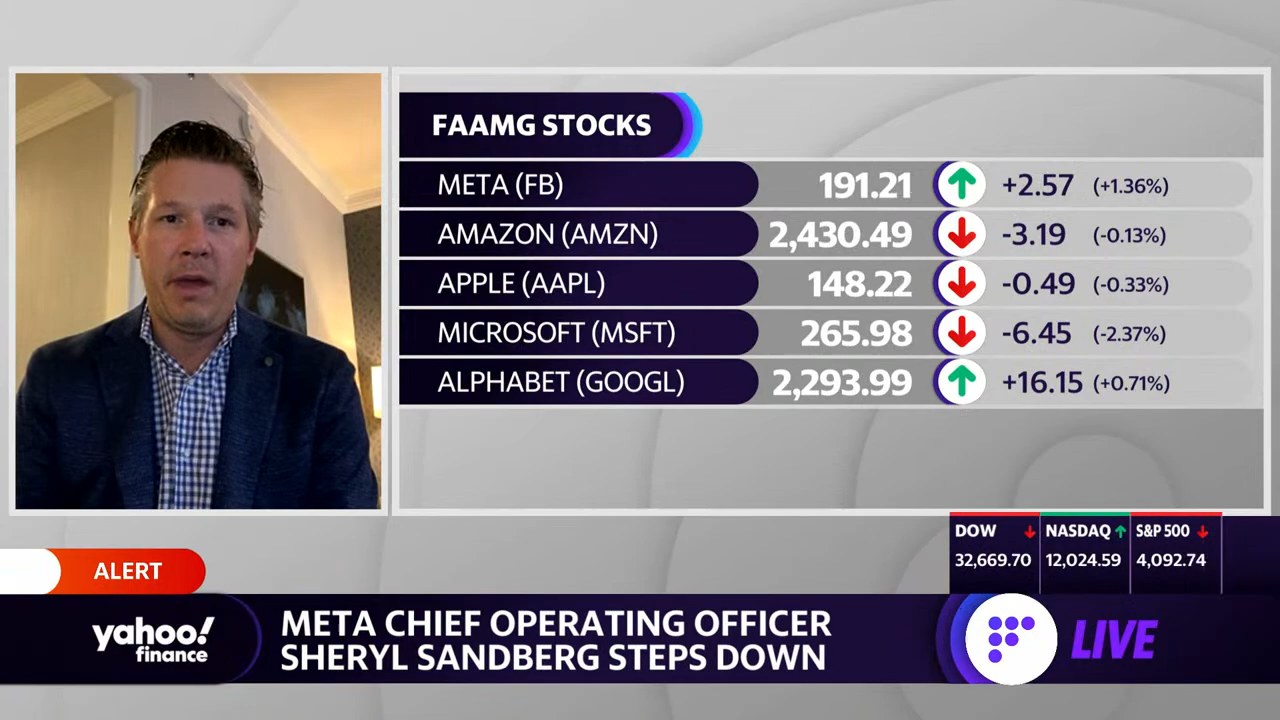 FAAMG STOCKS
META (FB) 191.21 +2.57 (+1.36%)
AMAZON (AMZN) 2,430.49 -3.19 (-0.13%)
APPLE (AAPL) 148.22 -0.49 (-0.33%)
MICROSOFT (MSFT) 265.98 -6.45 (-2.37%)
ALPHABET (GOOGL) 2,293.99 +16.15 (+0.71%)
DOW NASDAQ S&P 500
32,669.70 12,024.59 4,092.74
ALERT
yahoo!
finance
META CHIEF OPERATING OFFICER
SHERYL SANDBERG STEPS DOWN
LIVE